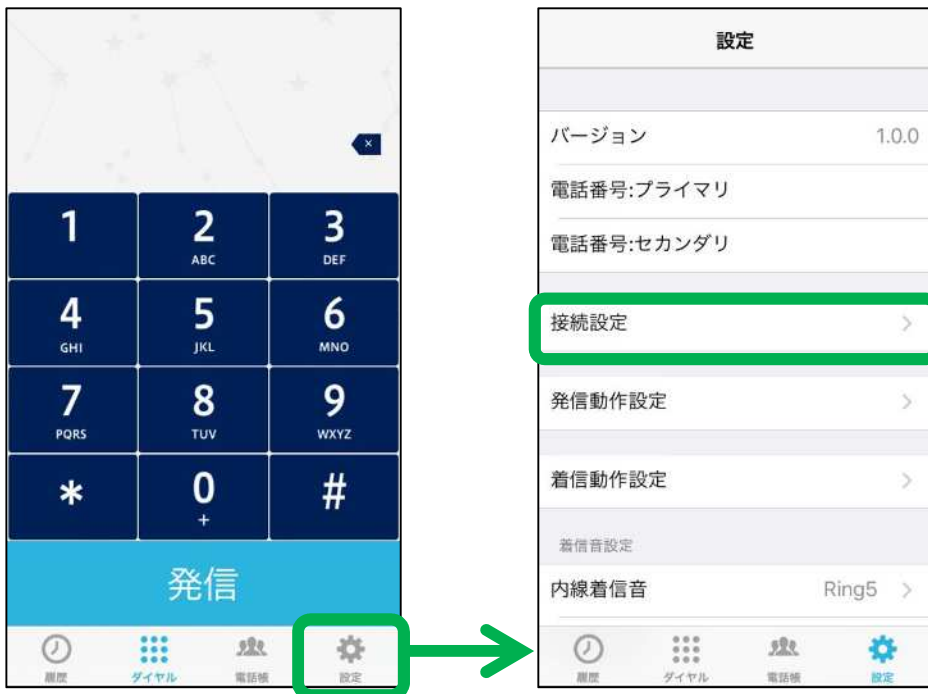 1
2
ABC
3
DEF
4
GHI
5
JKL
6
MNO
7
PQRS
8
TUV
9
WXYZ
*
0
+
#
発信
履歴
ダイヤル
電話帳
設定
設定
バージョン 1.0.0
電話番号:プライマリ
電話番号:セカンダリ
接続設定
発信動作設定
着信動作設定
着信音設定
内線着信音 Ring5
履歴
ダイヤル
電話帳
設定